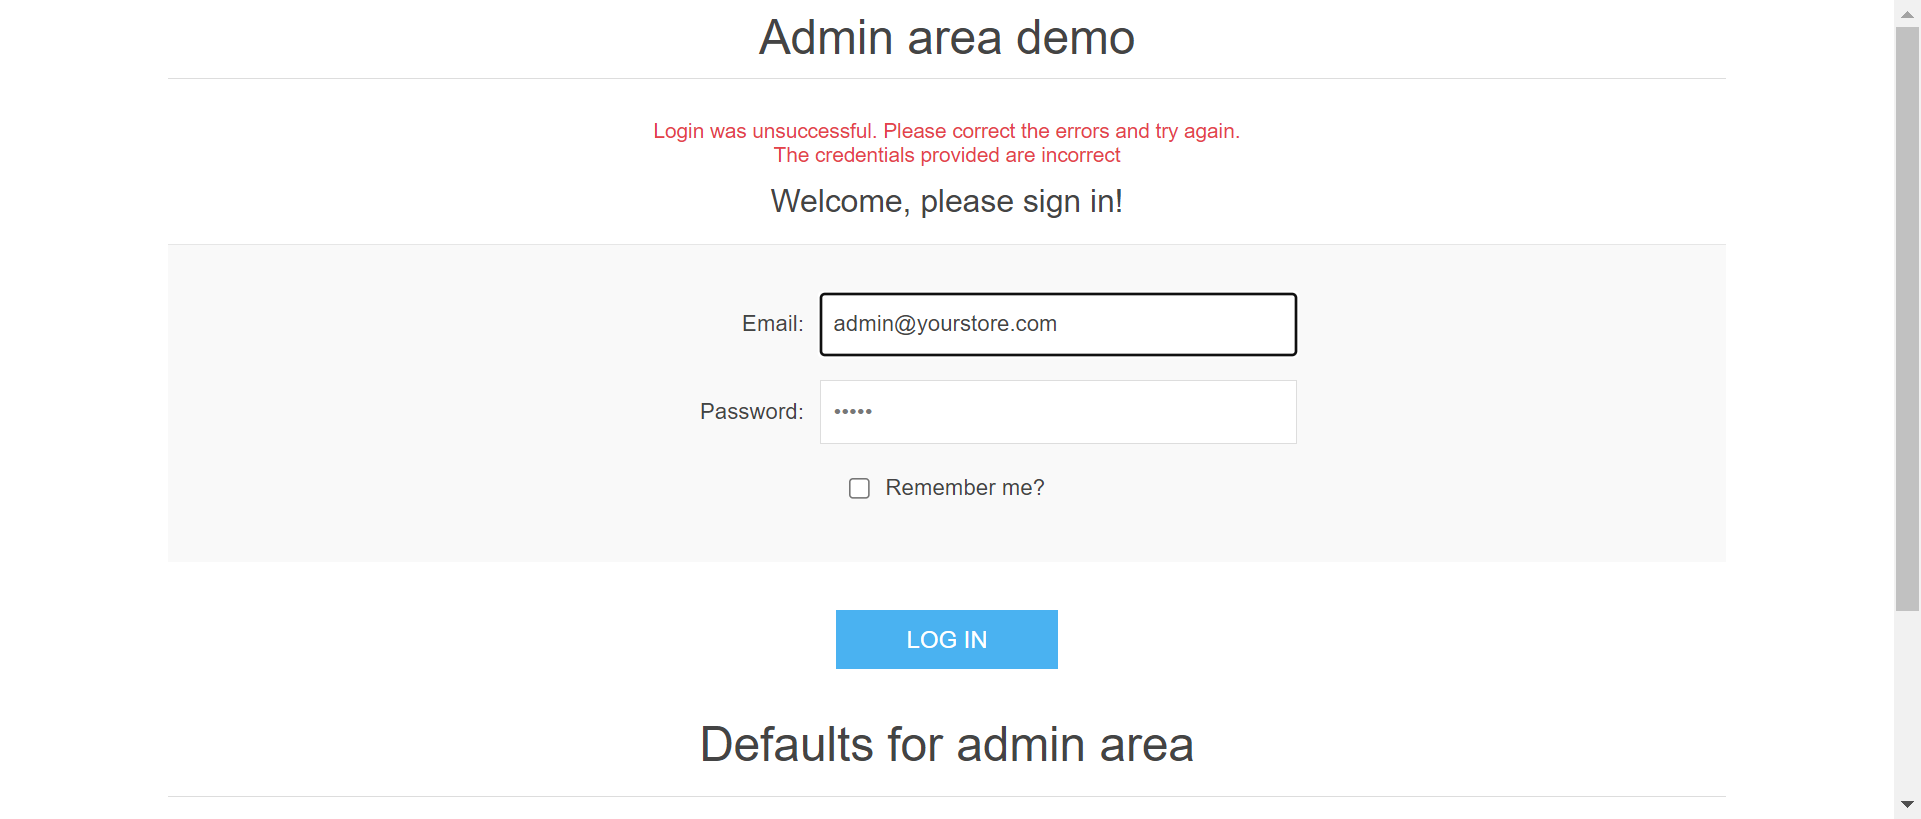 Admin area demo
Login was unsuccessful. Please correct the errors and try again.
The credentials provided are incorrect
Welcome, please sign in!
Email: admin@yourstore.com
Password: •••••
Remember me?
LOG IN
Defaults for admin area